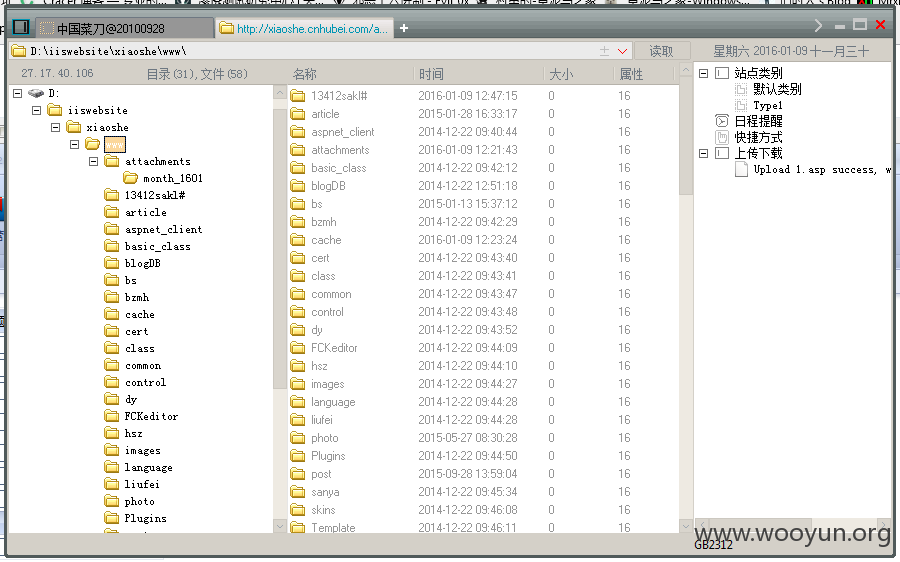 中国菜刀@20100928
http://xiaoshe.cnhubei.com/a...
+
D:\iiswebsite\xiaoshe\www\
读取
星期六 2016-01-09 十一月三十
27.17.40.106 目录(31),文件(58)
名称 时间 大小 属性
D:
iiswebsite
xiaoshe
www
attachments
month_1601
13412sakl#
article
aspnet_client
basic_class
blogDB
bs
bzmh
cache
cert
class
common
control
dy
FCKeditor
hsz
images
language
liufei
photo
Plugins
13412sakl# 2016-01-09 12:47:15 0 16
article 2015-01-28 16:33:17 0 16
aspnet_client 2014-12-22 09:40:44 0 16
attachments 2016-01-09 12:21:43 0 16
basic_class 2014-12-22 09:42:12 0 16
blogDB 2014-12-22 12:51:18 0 16
bs 2015-01-13 15:37:12 0 16
bzmh 2014-12-22 09:42:29 0 16
cache 2016-01-09 12:23:24 0 16
cert 2014-12-22 09:43:40 0 16
class 2014-12-22 09:43:41 0 16
common 2014-12-22 09:43:47 0 16
control 2014-12-22 09:43:48 0 16
dy 2014-12-22 09:43:52 0 16
FCKeditor 2014-12-22 09:44:09 0 16
hsz 2014-12-22 09:44:10 0 16
images 2014-12-22 09:44:27 0 16
language 2014-12-22 09:44:28 0 16
liufei 2014-12-22 09:44:28 0 16
photo 2015-05-27 08:30:28 0 16
Plugins 2014-12-22 09:44:50 0 16
post 2015-09-28 13:59:04 0 16
sanya 2014-12-22 09:45:34 0 16
skins 2014-12-22 09:46:08 0 16
Template 2014-12-22 09:46:11 0 16
站点类别
默认类别
Type1
日程提醒
快捷方式
上传下载
Upload 1.asp success, w
www.wooyun.org
GB2312